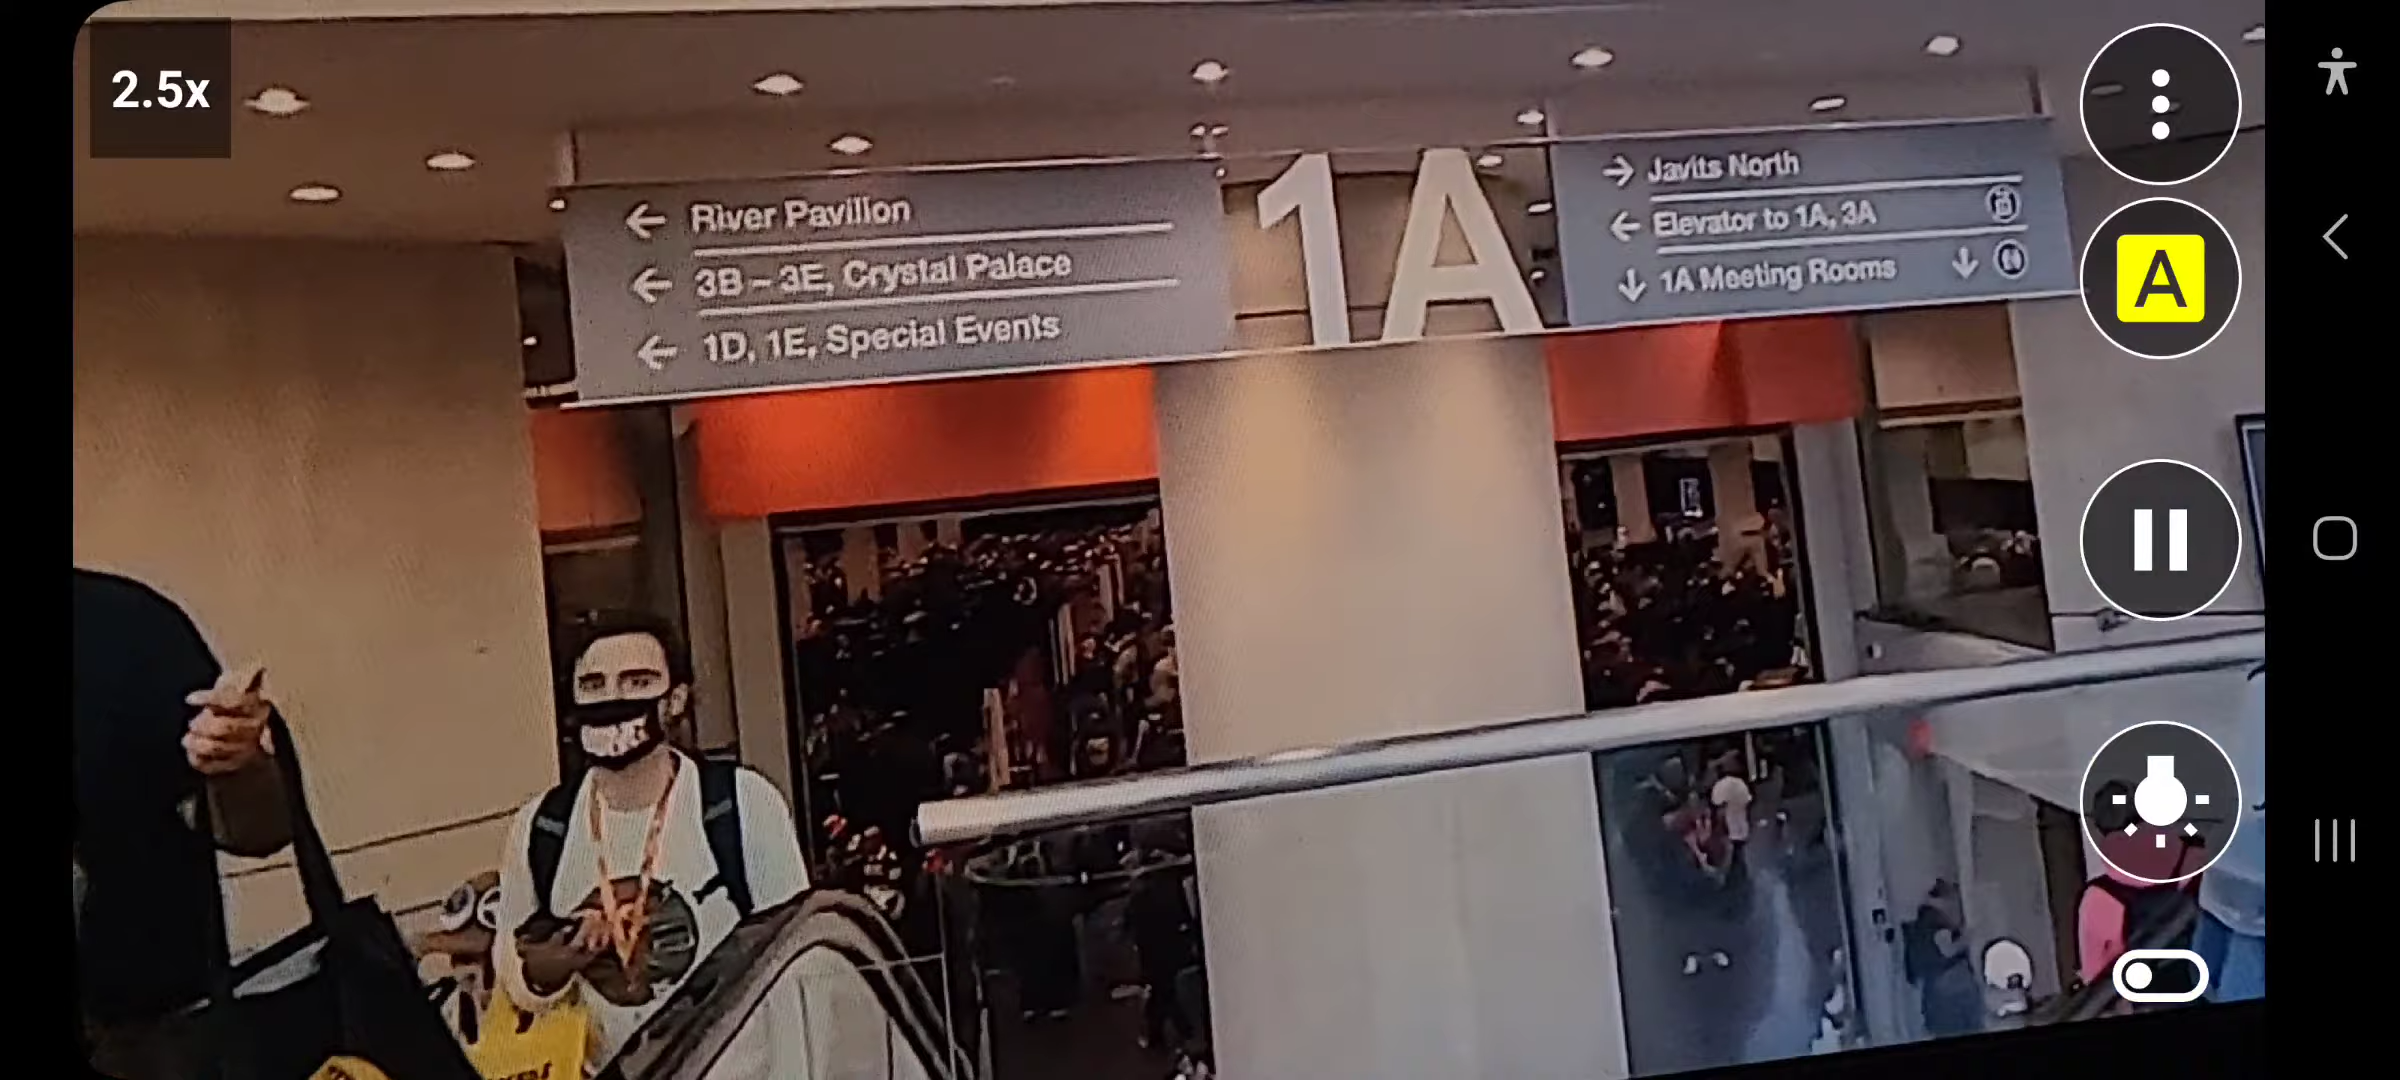 2.5x
← River Pavilion
← 3B – 3E, Crystal Palace
← 1D, 1E, Special Events
1A
→ Javits North
← Elevator to 1A, 3A
↓ 1A Meeting Rooms ↓
A